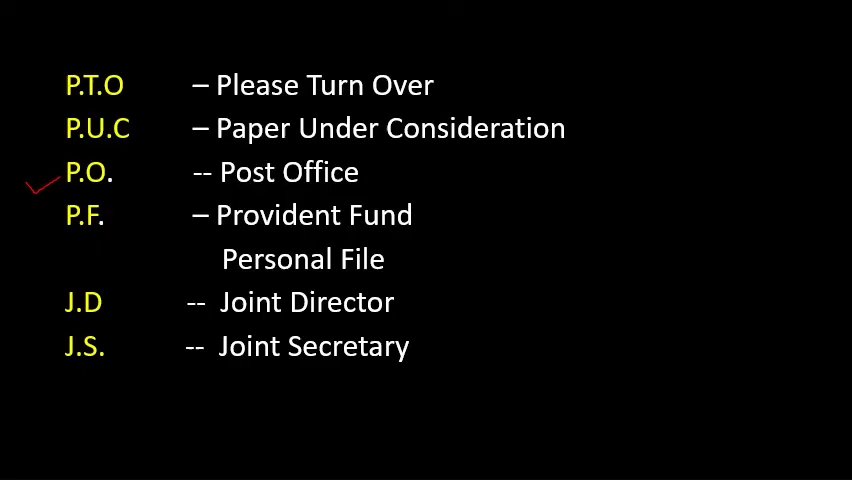 P.T.O – Please Turn Over
P.U.C – Paper Under Consideration
P.O. -- Post Office
P.F. – Provident Fund
Personal File
J.D -- Joint Director
J.S. -- Joint Secretary